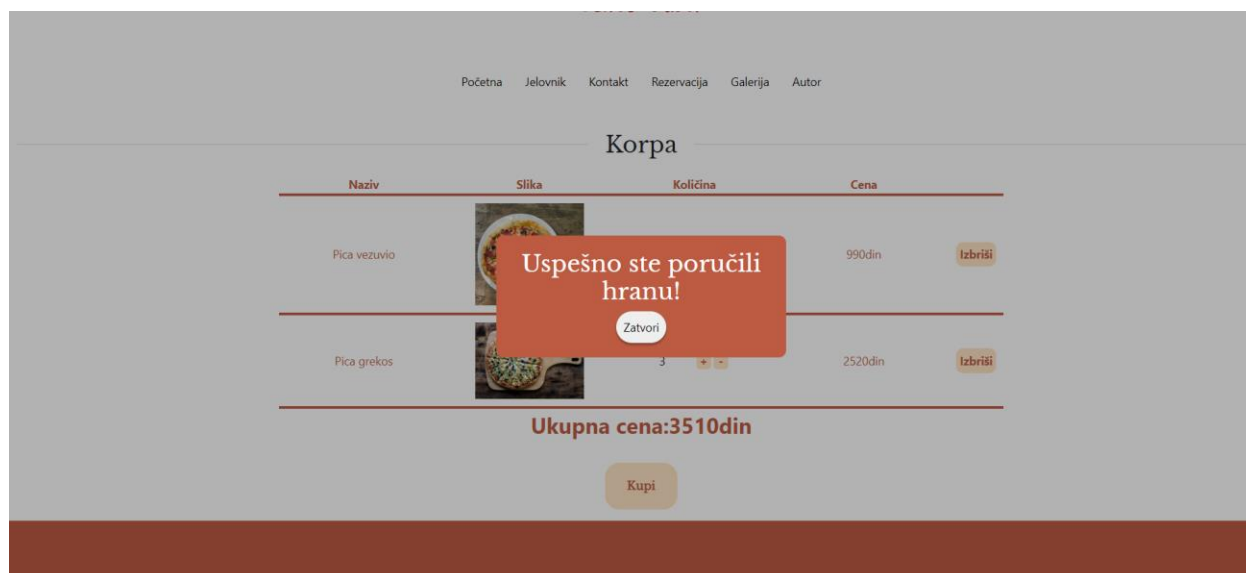 Početna Jelovnik Kontakt Rezervacija Galerija Autor
Korpa
Naziv Slika Količina Cena
Pica vezuvio 990din Izbriši
Uspešno ste poručili
hranu!
Zatvori
Pica grekos 3 + - 2520din Izbriši
Ukupna cena:3510din
Kupi